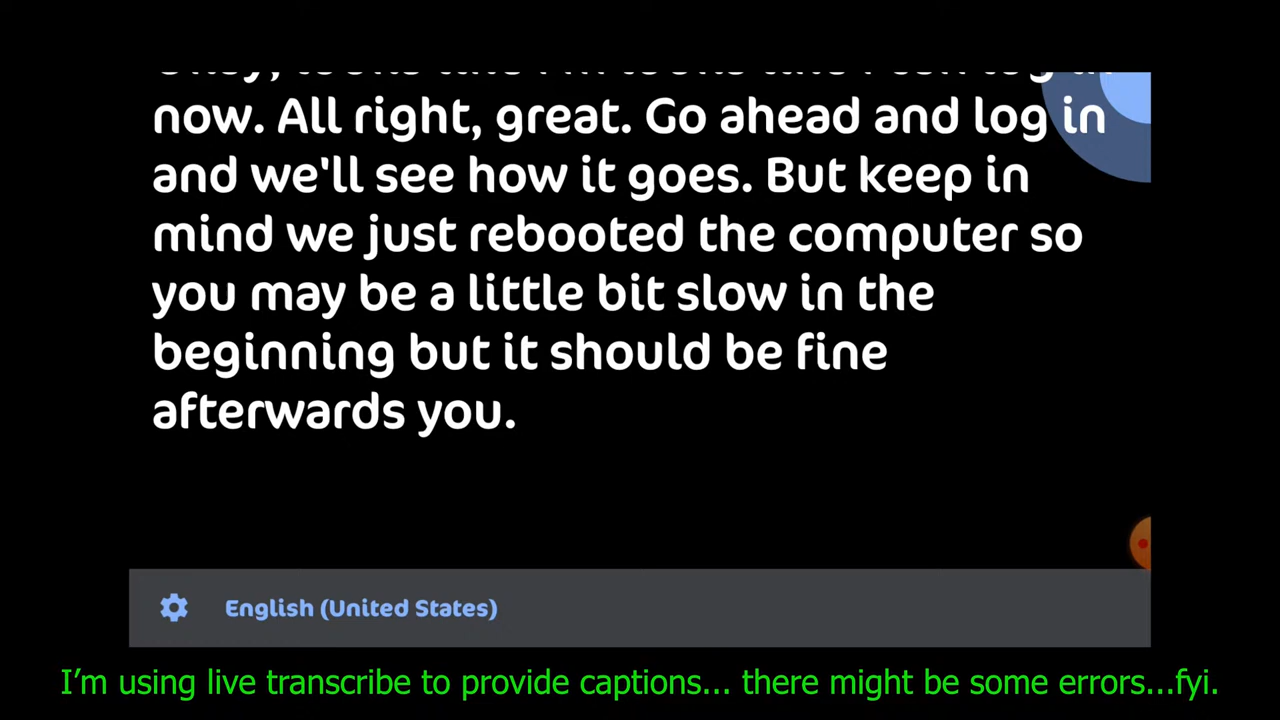 now. All right, great. Go ahead and log in
and we'll see how it goes. But keep in
mind we just rebooted the computer so
you may be a little bit slow in the
beginning but it should be fine
afterwards you.
English (United States)
I'm using live transcribe to provide captions... there might be some errors...fyi.